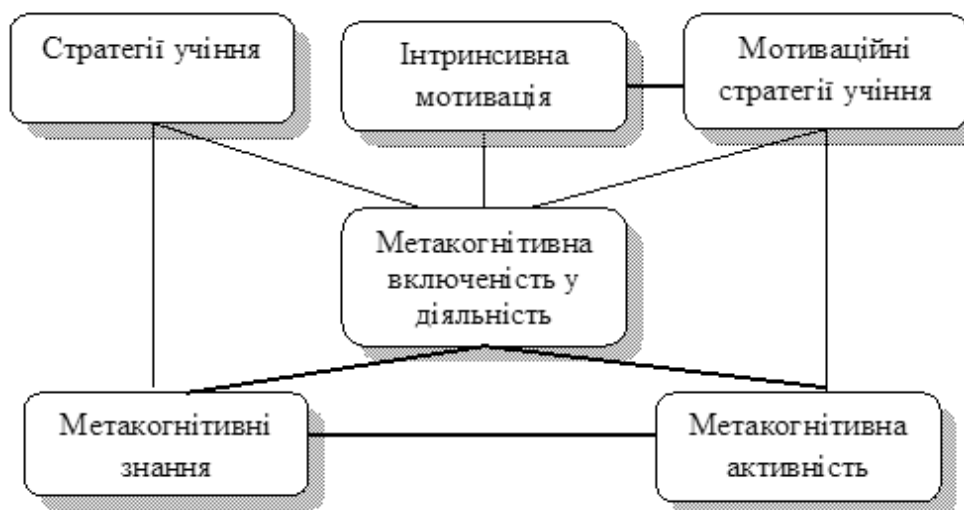 Стратегії учіння
Інтринсивна
мотивація
Мотиваційні
стратегії учіння
Метакогнітивна
включеність у
діяльність
Метакогнітивні
знання
Метакогнітивна
активність